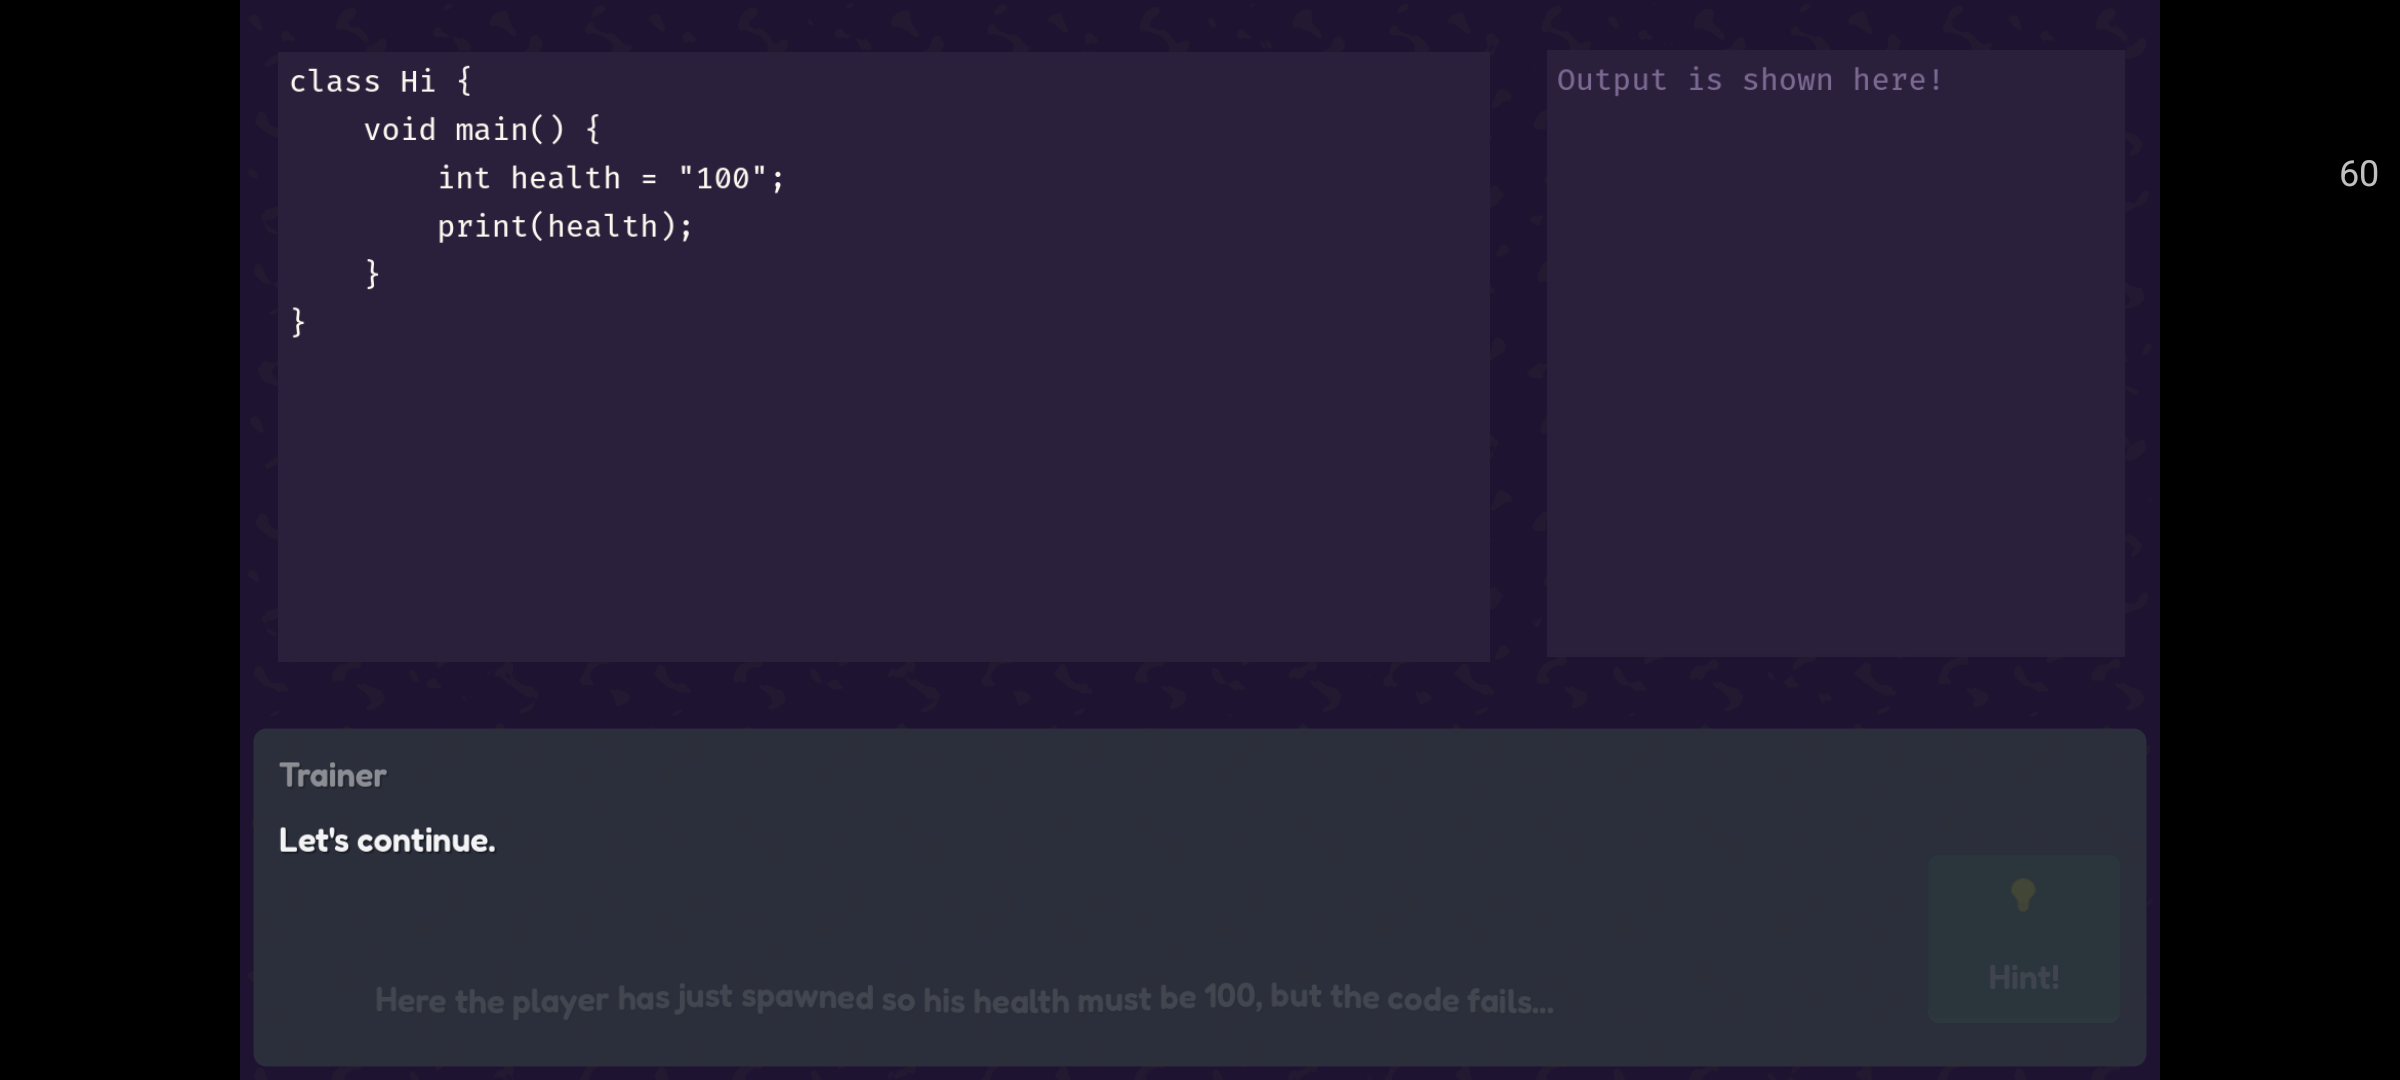 class Hi {
    void main() {
        int health = "100";
        print(health);
    }
}
Output is shown here!
60
Trainer
Let's continue.
Here the player has just spawned so his health must be 100, but the code fails...
Hint!